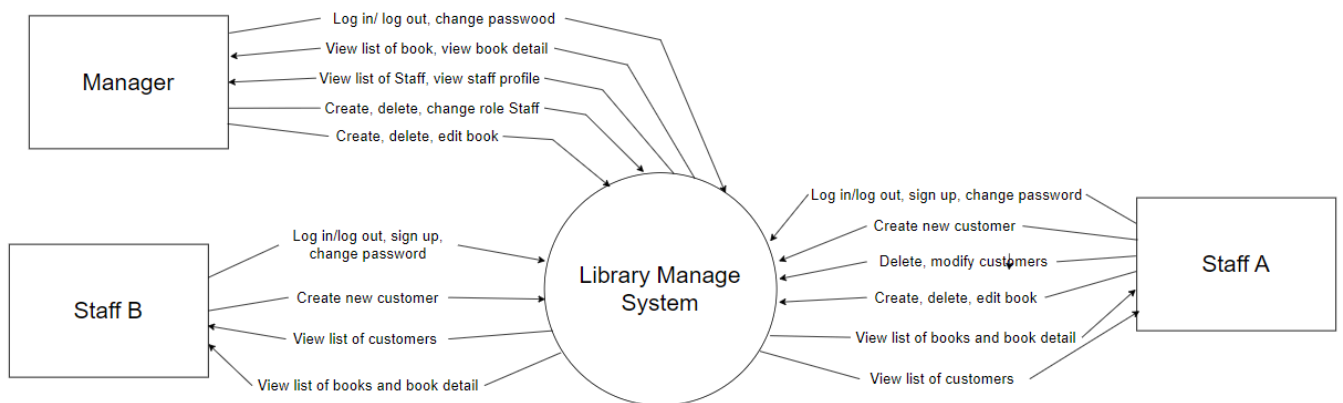 Log in/ log out, change passwood
View list of book, view book detail
Manager
View list of Staff, view staff profile
Create, delete, change role Staff
Create, delete, edit book
Log in/log out, sign up, change password
Create new customer
Delete, modify customers
Staff A
Create, delete, edit book
View list of books and book detail
View list of customers
Library Manage
System
Log in/log out, sign up,
change password
Staff B
Create new customer
View list of customers
View list of books and book detail